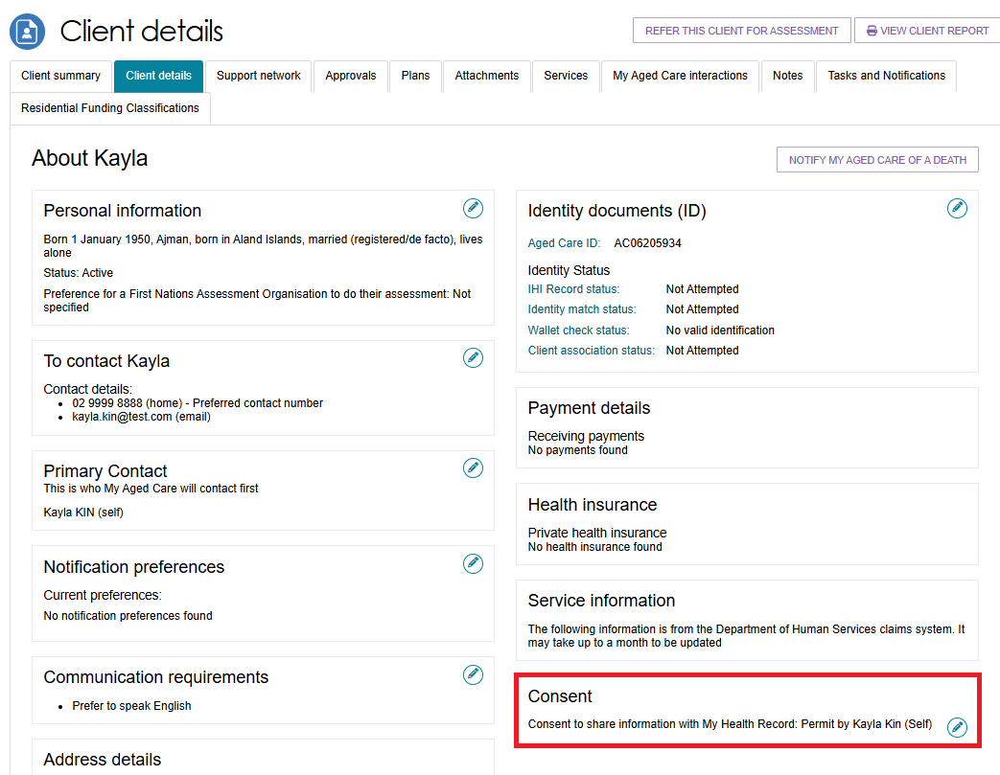 Client details
REFER THIS CLIENT FOR ASSESSMENT
VIEW CLIENT REPORT
Client summary
Client details
Support network
Approvals
Plans
Attachments
Services
My Aged Care interactions
Notes
Tasks and Notifications
Residential Funding Classifications
About Kayla
NOTIFY MY AGED CARE OF A DEATH
Personal information
Born 1 January 1950, Ajman, born in Aland Islands, married (registered/de facto), lives
alone
Status: Active
Preference for a First Nations Assessment Organisation to do their assessment: Not
specified
To contact Kayla
Contact details:
02 9999 8888 (home) - Preferred contact number
kayla.kin@test.com (email)
Primary Contact
This is who My Aged Care will contact first
Kayla KIN (self)
Notification preferences
Current preferences:
No notification preferences found
Communication requirements
Prefer to speak English
Address details
Identity documents (ID)
Aged Care ID: AC06205934
Identity Status
IHI Record status: Not Attempted
Identity match status: Not Attempted
Wallet check status: No valid identification
Client association status: Not Attempted
Payment details
Receiving payments
No payments found
Health insurance
Private health insurance
No health insurance found
Service information
The following information is from the Department of Human Services claims system. It
may take up to a month to be updated
Consent
Consent to share information with My Health Record: Permit by Kayla Kin (Self)